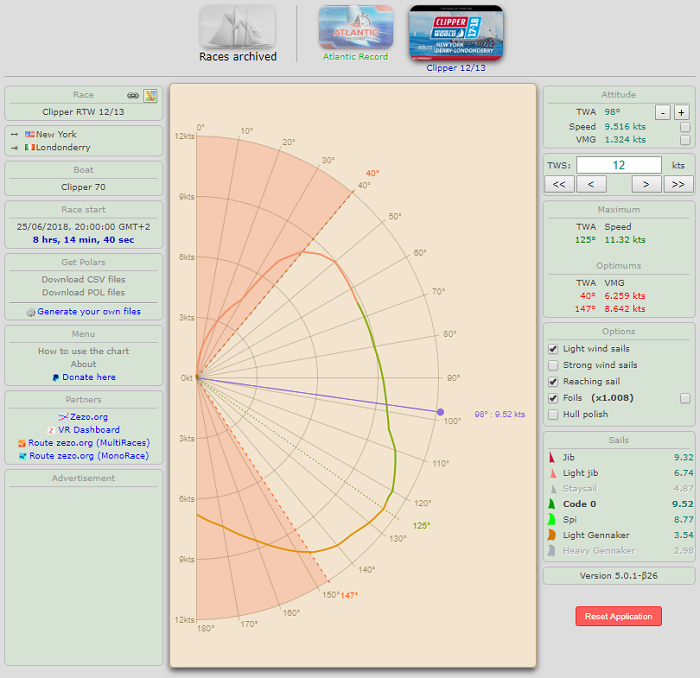 Races archived
ATLANTIC
Atlantic Record
CLIPPER
17-18
NEW YORK
DERRY-LONDONDERRY
Clipper 12/13
Race
Clipper RTW 12/13
New York
Londonderry
Boat
Clipper 70
Race start
25/06/2018, 20:00:00 GMT+2
8 hrs, 14 min, 40 sec
Get Polars
Download CSV files
Download POL files
Generate your own files
Menu
How to use the chart
About
Donate here
Partners
Zezo.org
VR Dashboard
Route zezo.org (MultiRaces)
Route zezo.org (MonoRace)
Advertisement
12kts
9kts
6kts
3kts
0kt
3kts
6kts
9kts
12kts
0°
10°
20°
30°
40°
40°
50°
60°
70°
80°
90°
98° : 9.52 kts
100°
110°
120°
125°
130°
140°
150°
147°
160°
170°
180°
Attitude
TWA 98° - +
Speed 9.516 kts
VMG 1.324 kts
TWS: 12 kts
<< < > >>
Maximum
TWA Speed
125° 11.32 kts
Optimums
TWA VMG
40° 6.259 kts
147° 8.642 kts
Options
Light wind sails
Strong wind sails
Reaching sail
Foils (x1.008)
Hull polish
Sails
Jib 9.32
Light jib 6.74
Staysail 4.87
Code 0 9.52
Spi 8.77
Light Gennaker 3.54
Heavy Gennaker 2.98
Version 5.0.1-β26
Reset Application